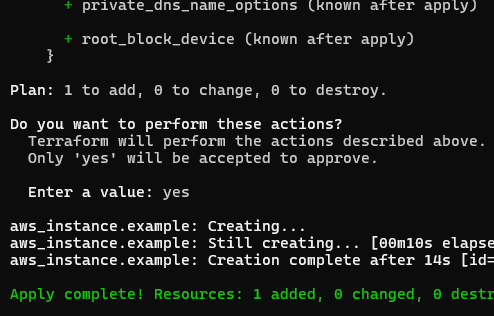 + private_dns_name_options (known after apply)
+ root_block_device (known after apply)
}
Plan: 1 to add, 0 to change, 0 to destroy.
Do you want to perform these actions?
Terraform will perform the actions described above.
Only 'yes' will be accepted to approve.
Enter a value: yes
aws_instance.example: Creating...
aws_instance.example: Still creating... [00m10s elapse
aws_instance.example: Creation complete after 14s [id=
Apply complete! Resources: 1 added, 0 changed, 0 destr